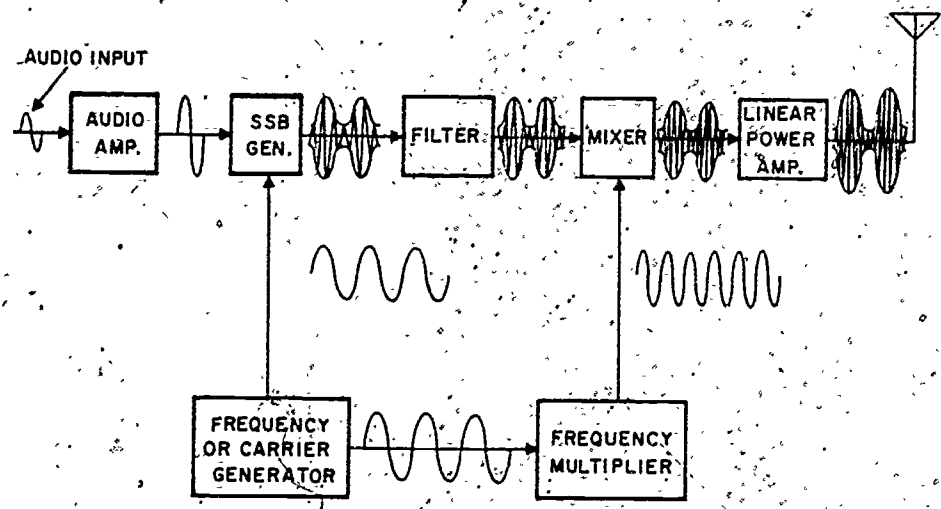 AUDIO INPUT
AUDIO
AMP.
SSB
GEN.
FILTER
MIXER
LINEAR
POWER
AMP.
FREQUENCY
OR CARRIER
GENERATOR
FREQUENCY
MULTIPLIER